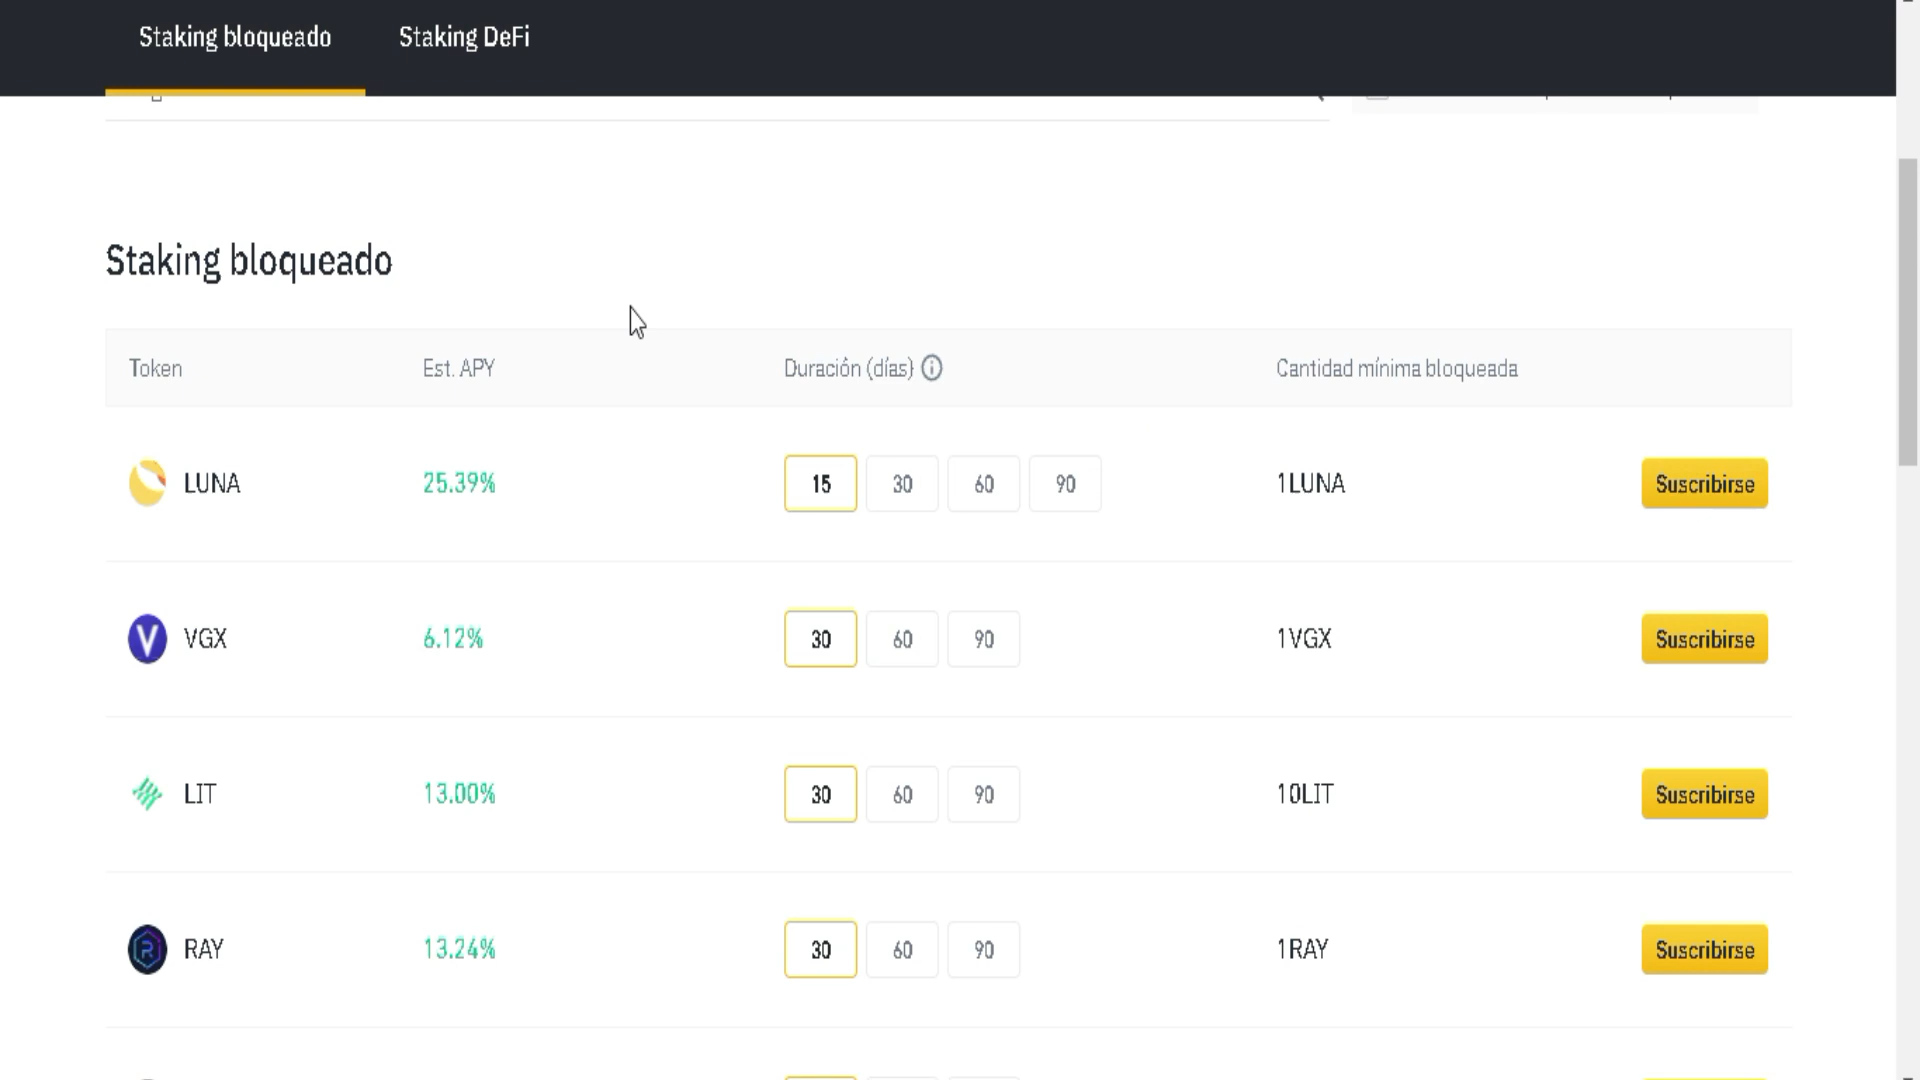 Staking bloqueado Staking DeFi
Staking bloqueado
Token Est. APY Duración (días) Cantidad mínima bloqueada
LUNA 25.39% 15 30 60 90 1LUNA Suscribirse
VGX 6.12% 30 60 90 1VGX Suscribirse
LIT 13.00% 30 60 90 10LIT Suscribirse
RAY 13.24% 30 60 90 1RAY Suscribirse